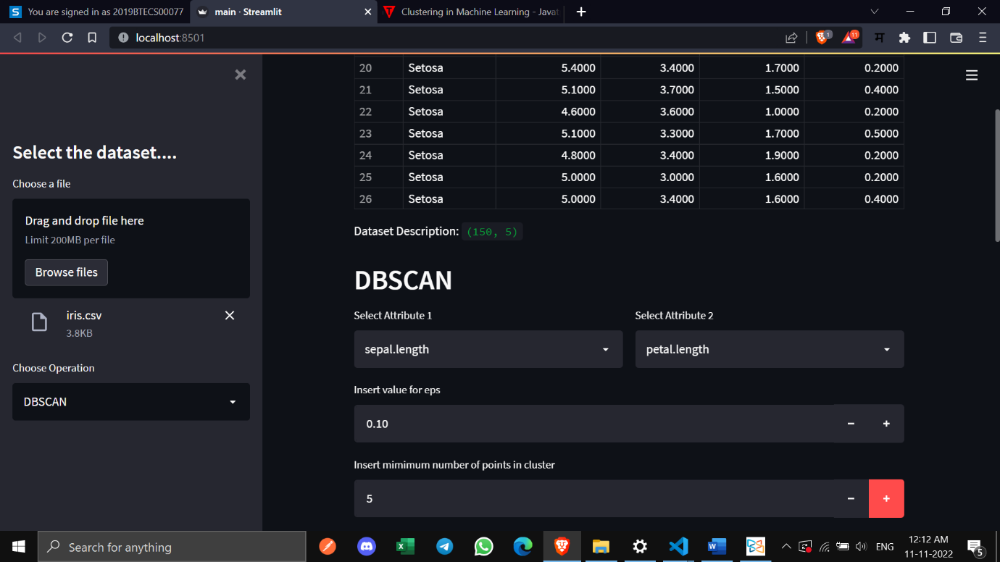 You are signed in as 2019BTECS00077
main · Streamlit
Clustering in Machine Learning - Javat
localhost:8501
1
11
म
20 Setosa 5.4000 3.4000 1.7000 0.2000
21 Setosa 5.1000 3.7000 1.5000 0.4000
22 Setosa 4.6000 3.6000 1.0000 0.2000
23 Setosa 5.1000 3.3000 1.7000 0.5000
24 Setosa 4.8000 3.4000 1.9000 0.2000
25 Setosa 5.0000 3.0000 1.6000 0.2000
26 Setosa 5.0000 3.4000 1.6000 0.4000
Select the dataset....
Choose a file
Drag and drop file here
Limit 200MB per file
Browse files
iris.csv
3.8KB
Choose Operation
DBSCAN
Dataset Description: (150, 5)
DBSCAN
Select Attribute 1
Select Attribute 2
sepal.length
petal.length
Insert value for eps
0.10
Insert mimimum number of points in cluster
5
Search for anything
ENG
12:12 AM
11-11-2022
5